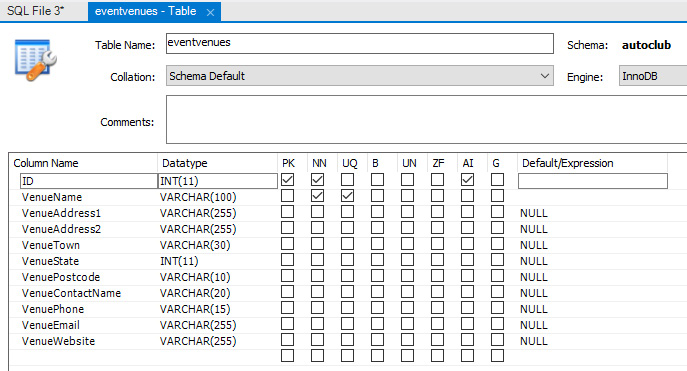 SQL File 3* eventvenues - Table ×
Table Name: eventvenues Schema: autoclub
Collation: Schema Default Engine: InnoDB
Comments:
Column Name Datatype PK NN UQ B UN ZF AI G Default/Expression
ID INT(11)
VenueName VARCHAR(100)
VenueAddress1 VARCHAR(255) NULL
VenueAddress2 VARCHAR(255) NULL
VenueTown VARCHAR(30) NULL
VenueState INT(11) NULL
VenuePostcode VARCHAR(10) NULL
VenueContactName VARCHAR(20) NULL
VenuePhone VARCHAR(15) NULL
VenueEmail VARCHAR(255) NULL
VenueWebsite VARCHAR(255) NULL